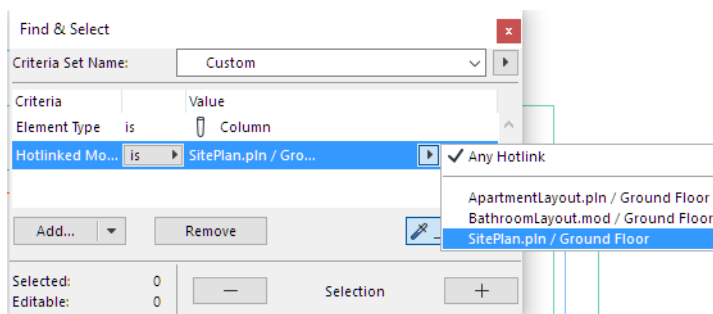 Find & Select
x
Criteria Set Name: Custom
Criteria Value
Element Type is Column
Hotlinked Mo... is SitePlan.pln / Gro...
Any Hotlink
ApartmentLayout.pln / Ground Floor
BathroomLayout.mod / Ground Floor
SitePlan.pln / Ground Floor
Add... Remove
Selected: 0
Editable: 0
— Selection +